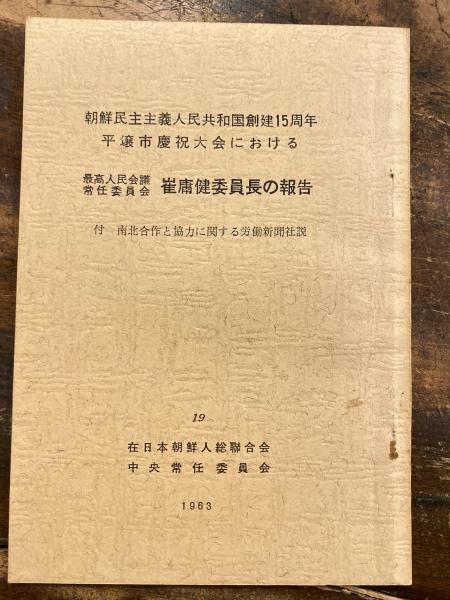 朝鮮民主主義人民共和国創建15周年
平壌市慶祝大会における
最高人民会議
常任委員会 崔庸健委員長の報告
付 南北合作と協力に関する労働新聞社説
19
在日本朝鮮人総聯合会
中央常任委員会
1963